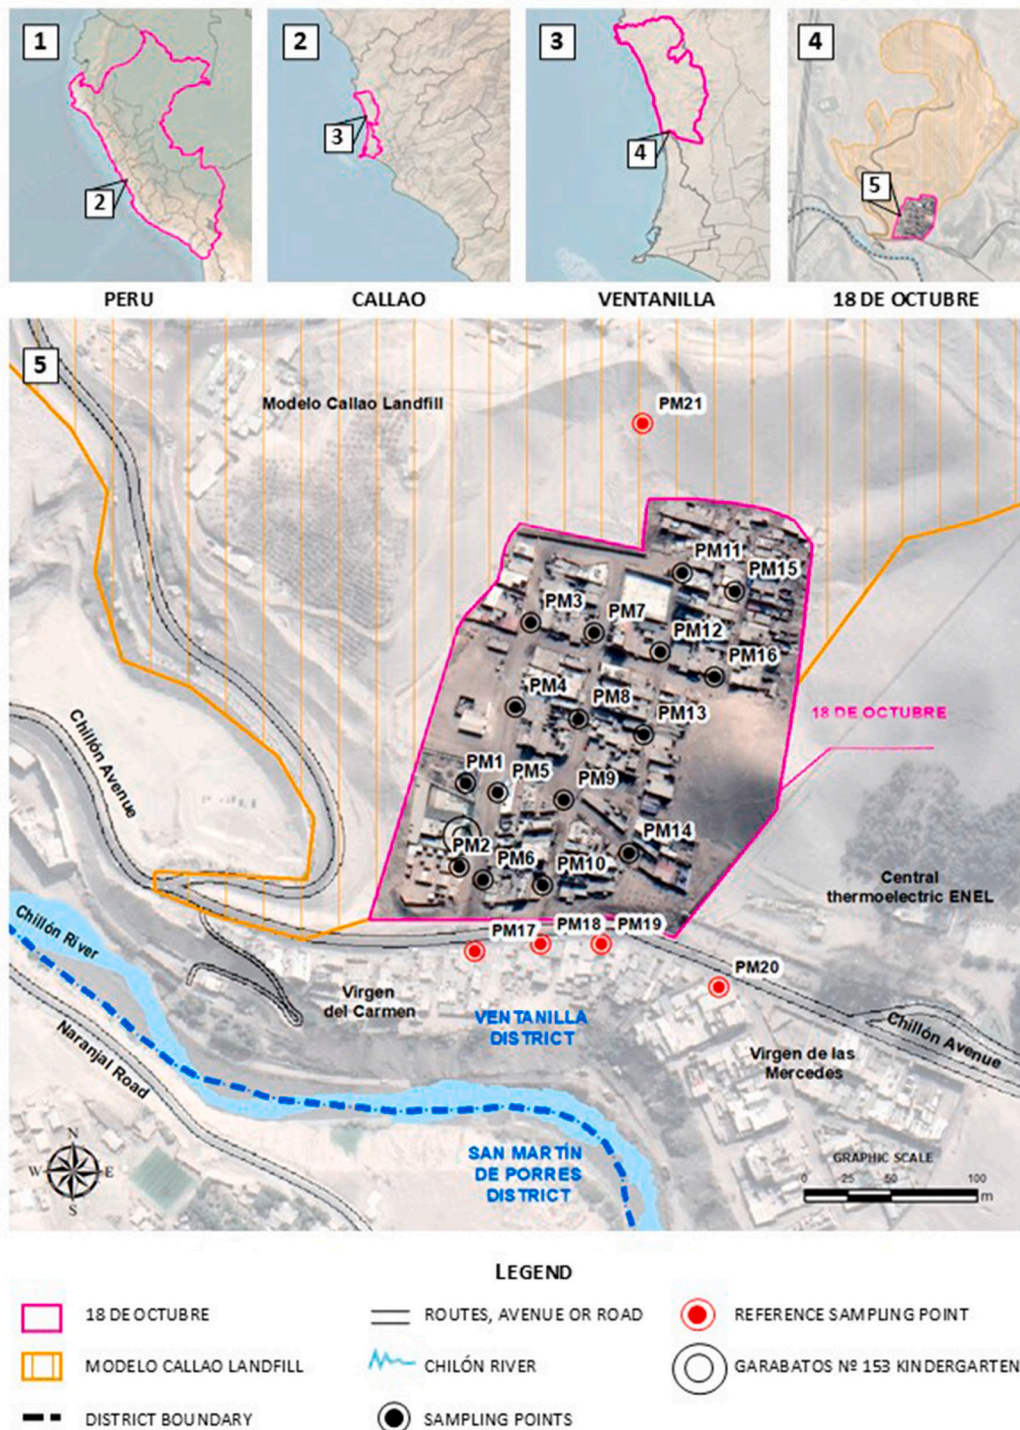 1
2
3
4
2
3
4
5
PERU
CALLAO
VENTANILLA
18 DE OCTUBRE
5
Modelo Callao Landfill
PM21
PM11
PM15
PM3
PM7
PM12
PM16
PM4
PM8
PM13
18 DE OCTUBRE
Chillón Avenue
PM1
PM5
PM9
PM14
PM2
PM6
PM10
Central
thermoelectric ENEL
Chillón River
PM17
PM18
PM19
PM20
Virgen
del Carmen
VENTANILLA
DISTRICT
Chillón Avenue
Naranjal Road
Virgen de las
Mercedes
SAN MARTÍN
DE PORRES
DISTRICT
N
W
E
S
GRAPHIC SCALE
0 25 50 100
m
LEGEND
18 DE OCTUBRE
ROUTES, AVENUE OR ROAD
REFERENCE SAMPLING POINT
MODELO CALLAO LANDFILL
CHILÓN RIVER
GARABATOS Nº 153 KINDERGARTEN
DISTRICT BOUNDARY
SAMPLING POINTS